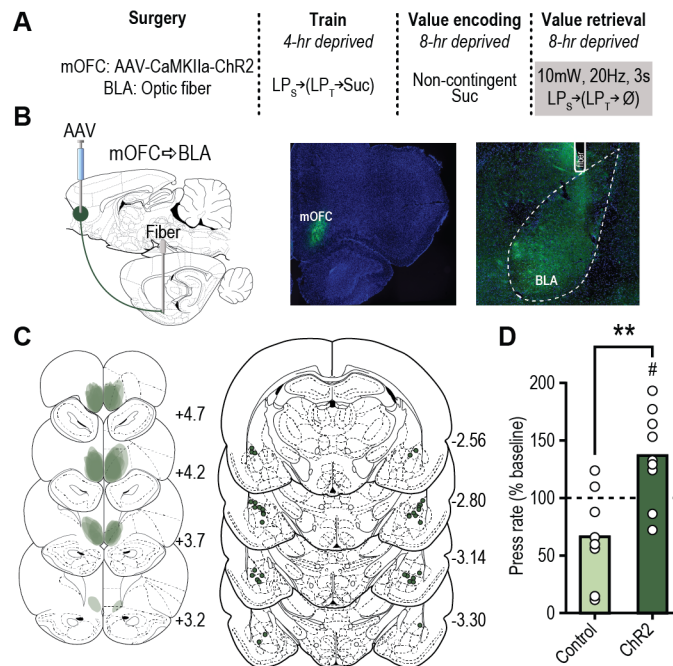 A
Surgery
mOFC: AAV-CaMKIIa-ChR2
BLA: Optic fiber
Train
4-hr deprived
LPS→(LPT→Suc)
Value encoding
8-hr deprived
Non-contingent
Suc
Value retrieval
8-hr deprived
10mW, 20Hz, 3s
LPS→(LPT→ Ø)
B
AAV
mOFC⇨BLA
Fiber
mOFC
fiber
BLA
C
+4.7
+4.2
+3.7
+3.2
-2.56
-2.80
-3.14
-3.30
D
**
#
Press rate (% baseline)
200
150
100
50
0
Control
ChR2